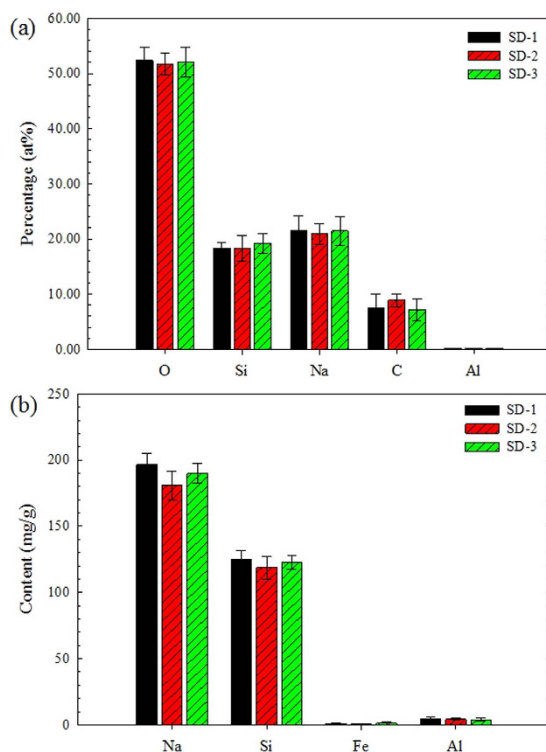 (a)
SD-1
SD-2
SD-3
Percentage (at%)
60.00
50.00
40.00
30.00
20.00
10.00
0.00
O Si Na C Al
(b)
SD-1
SD-2
SD-3
Content (mg/g)
250
200
150
100
50
0
Na Si Fe Al